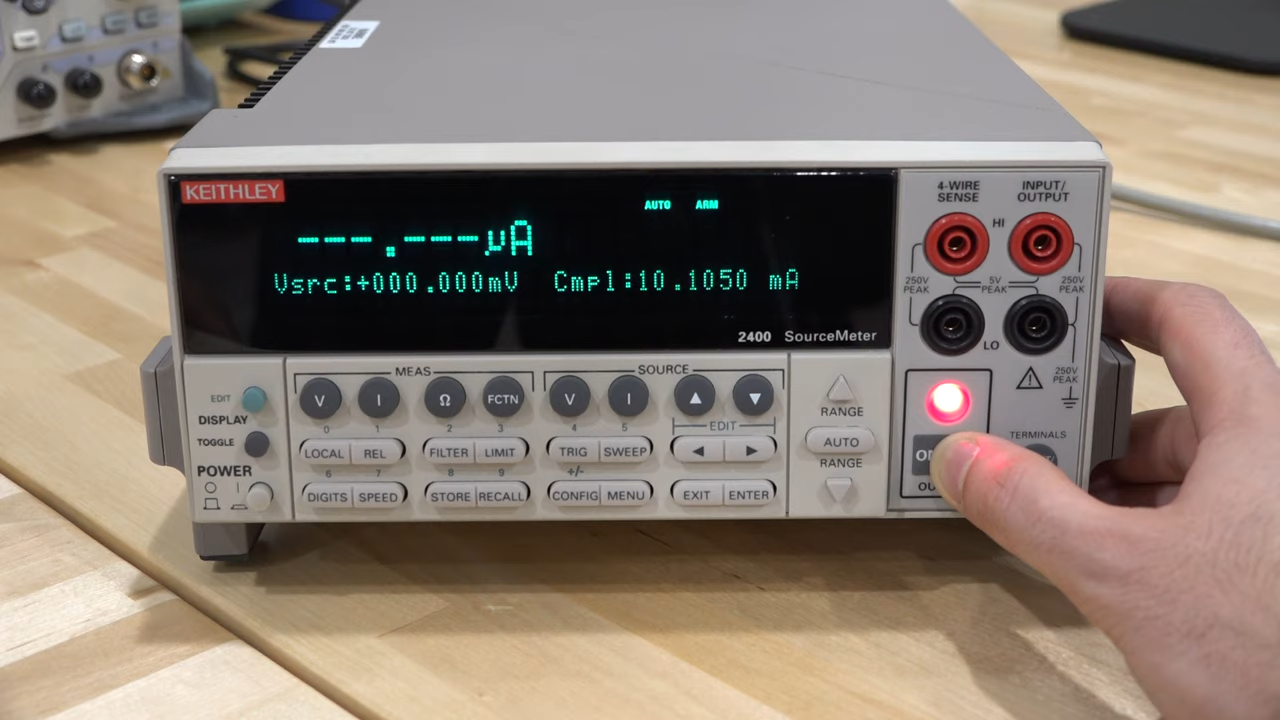 KEITHLEY
AUTO ARM
---.---µA
Vsrc:+000.000mV Cmpl:10.1050 mA
2400 SourceMeter
4-WIRE SENSE
INPUT/ OUTPUT
HI
250V PEAK
5V PEAK
250V PEAK
LO
250V PEAK
MEAS
SOURCE
EDIT
DISPLAY
TOGGLE
POWER
V I Ω FCTN V I ▲ ▼
0 1 2 3 4 5 EDIT
LOCAL REL FILTER LIMIT TRIG SWEEP ◀ ▶
6 7 8 9 +/-
DIGITS SPEED STORE RECALL CONFIG MENU EXIT ENTER
RANGE
AUTO
RANGE
TERMINALS